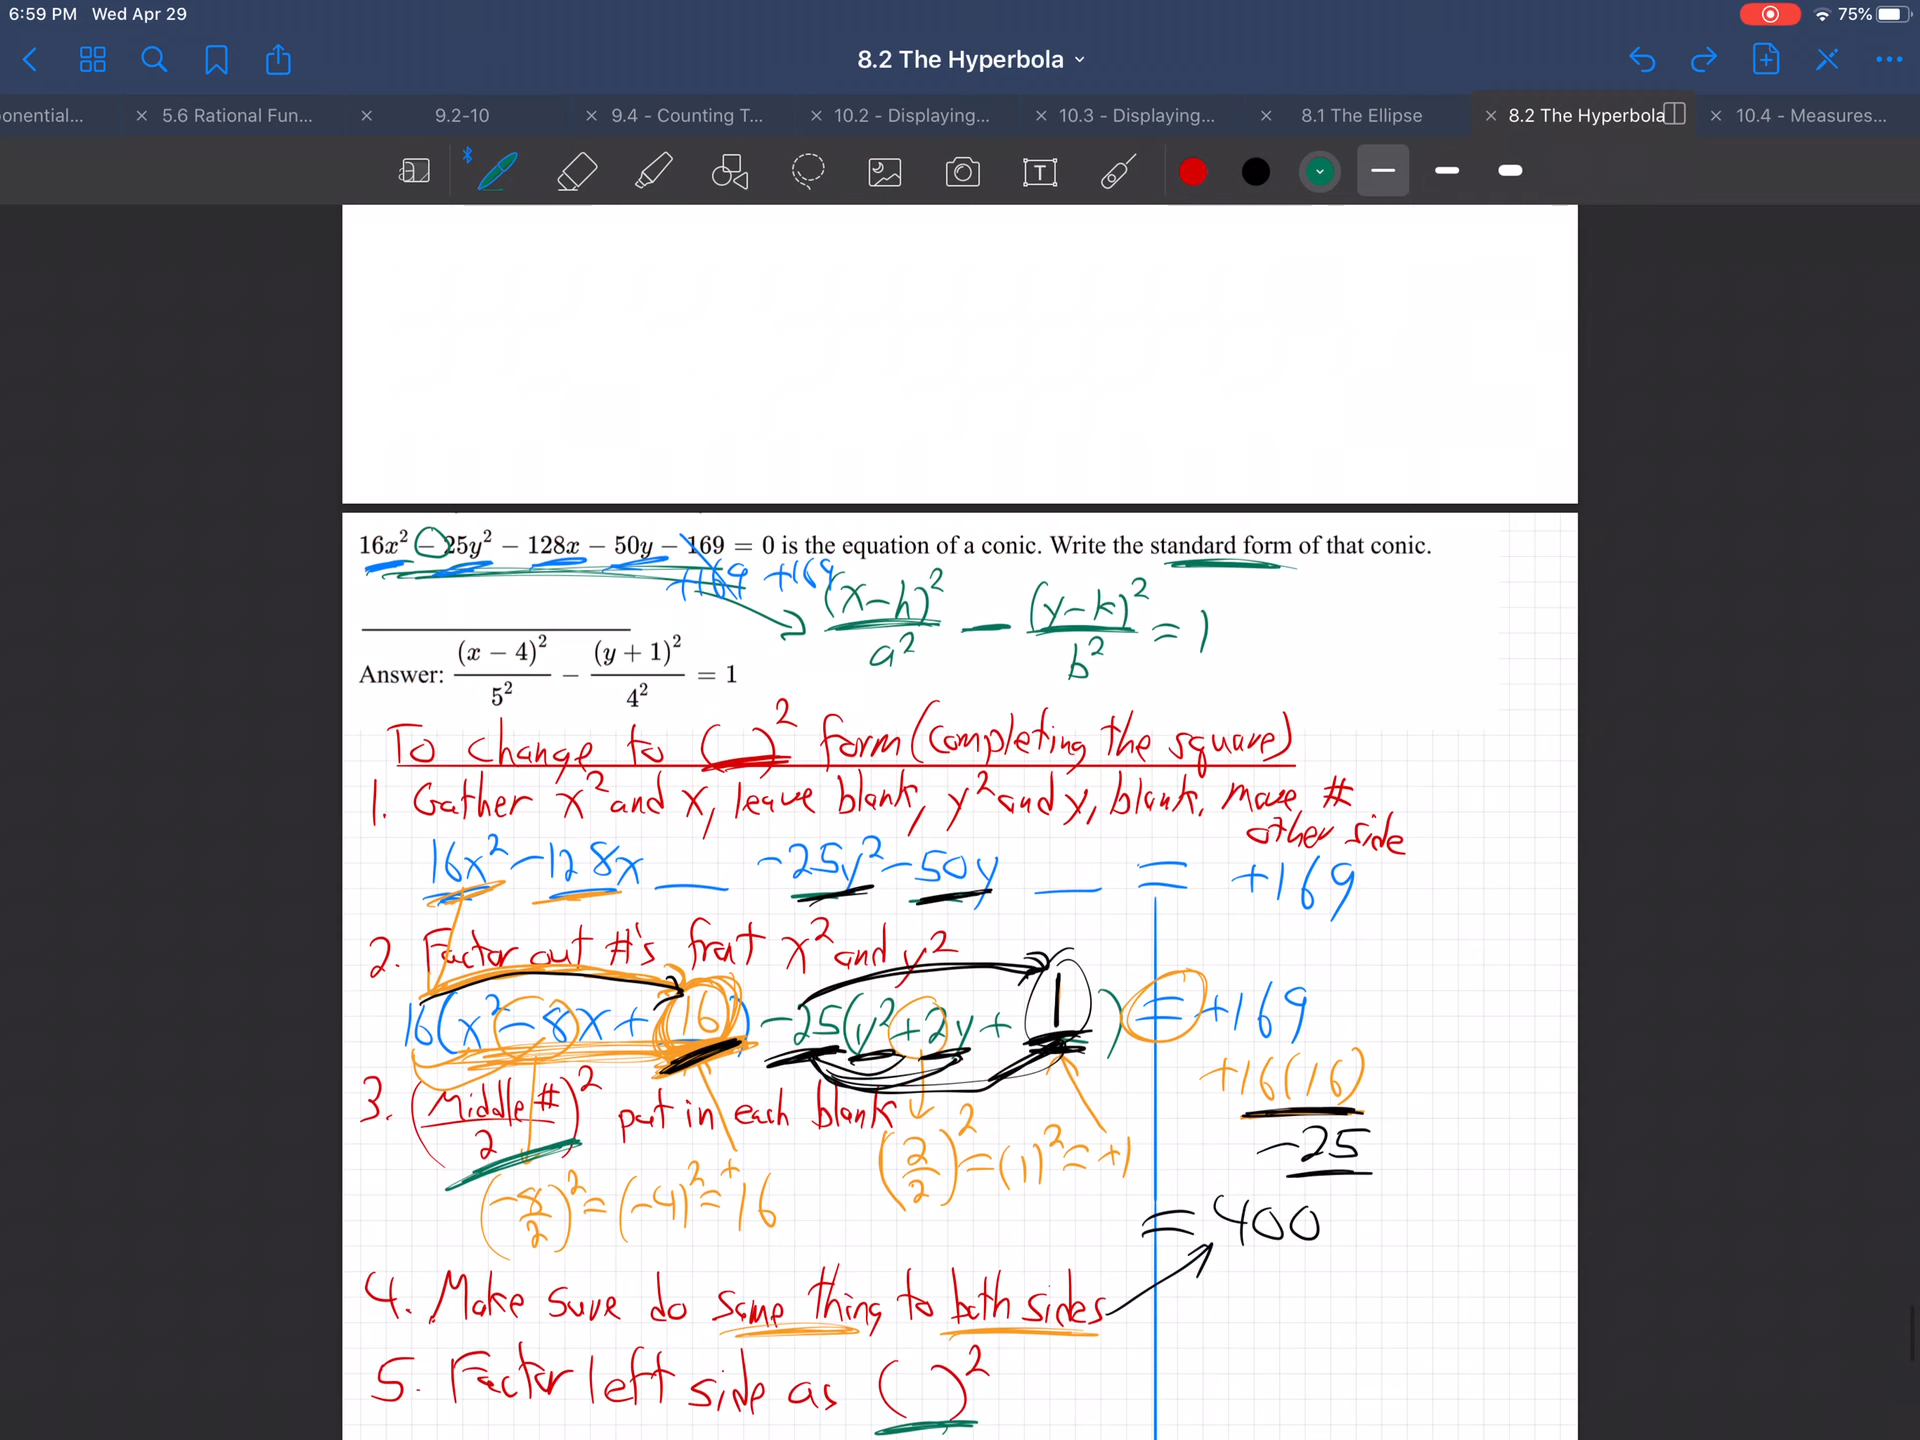 6:59 PM Wed Apr 29 75%
8.2 The Hyperbola
onential... × 5.6 Rational Fun... × 9.2-10 × 9.4 - Counting T... × 10.2 - Displaying... × 10.3 - Displaying... × 8.1 The Ellipse × 8.2 The Hyperbola × 10.4 - Measures...
16x² − 25y² − 128x − 50y − 169 = 0 is the equation of a conic. Write the standard form of that conic.
+169 +169
(x−h)²/a² − (y−k)²/b² = 1
Answer: (x − 4)²/5² − (y + 1)²/4² = 1
To change to ( )² form (completing the square)
1. Gather x² and x, leave blank, y² and y, blank, move #
other side
16x² −128x __ −25y² −50y __ = +169
2. Factor out #'s front x² and y²
16(x² −8x + 16) −25(y² +2y + 1) = +169
+16(16)
3. (Middle #/2)² put in each blank
−25
(−8/2)² = (−4)² = +16
(2/2)² = (1)² = +1
= 400
4. Make sure do same thing to both sides
5. Factor left side as ( )²